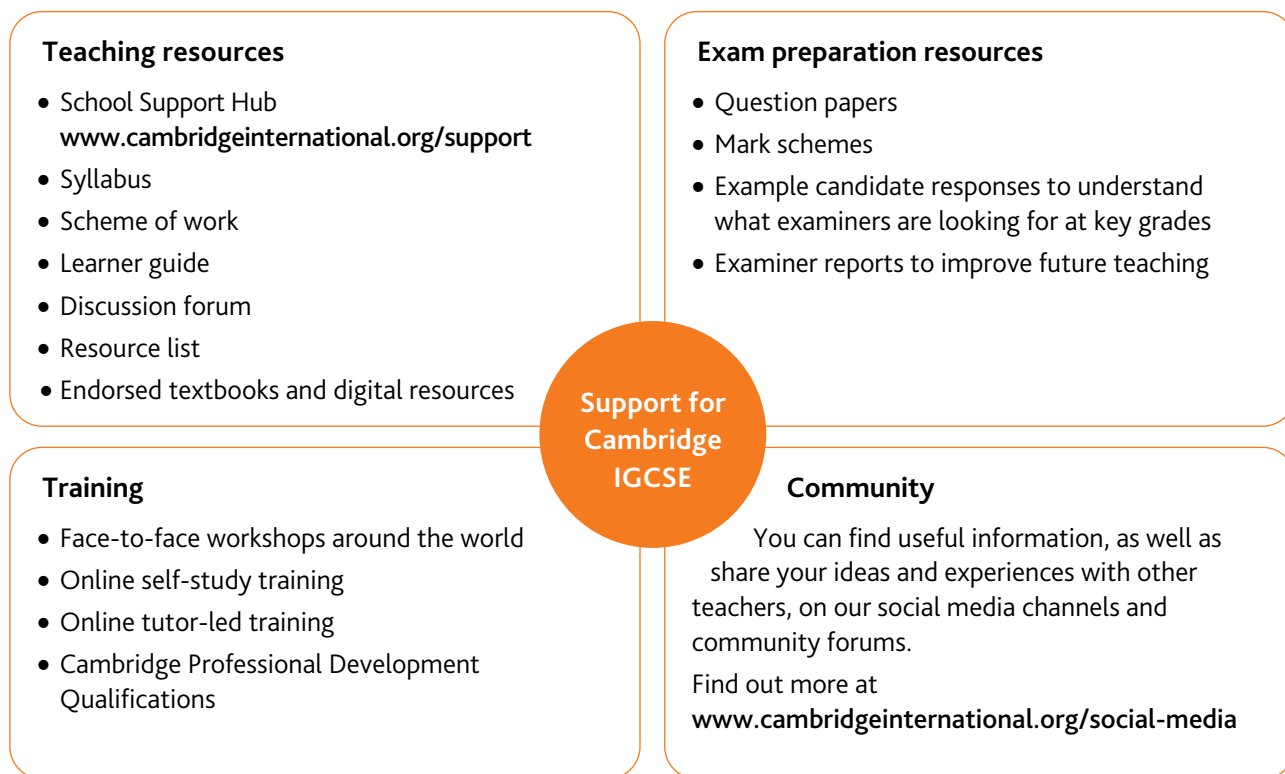 Teaching resources
• School Support Hub
www.cambridgeinternational.org/support
• Syllabus
• Scheme of work
• Learner guide
• Discussion forum
• Resource list
• Endorsed textbooks and digital resources
Exam preparation resources
• Question papers
• Mark schemes
• Example candidate responses to understand
what examiners are looking for at key grades
• Examiner reports to improve future teaching
Support for
Cambridge
IGCSE
Training
• Face-to-face workshops around the world
• Online self-study training
• Online tutor-led training
• Cambridge Professional Development
Qualifications
Community
You can find useful information, as well as
share your ideas and experiences with other
teachers, on our social media channels and
community forums.
Find out more at
www.cambridgeinternational.org/social-media